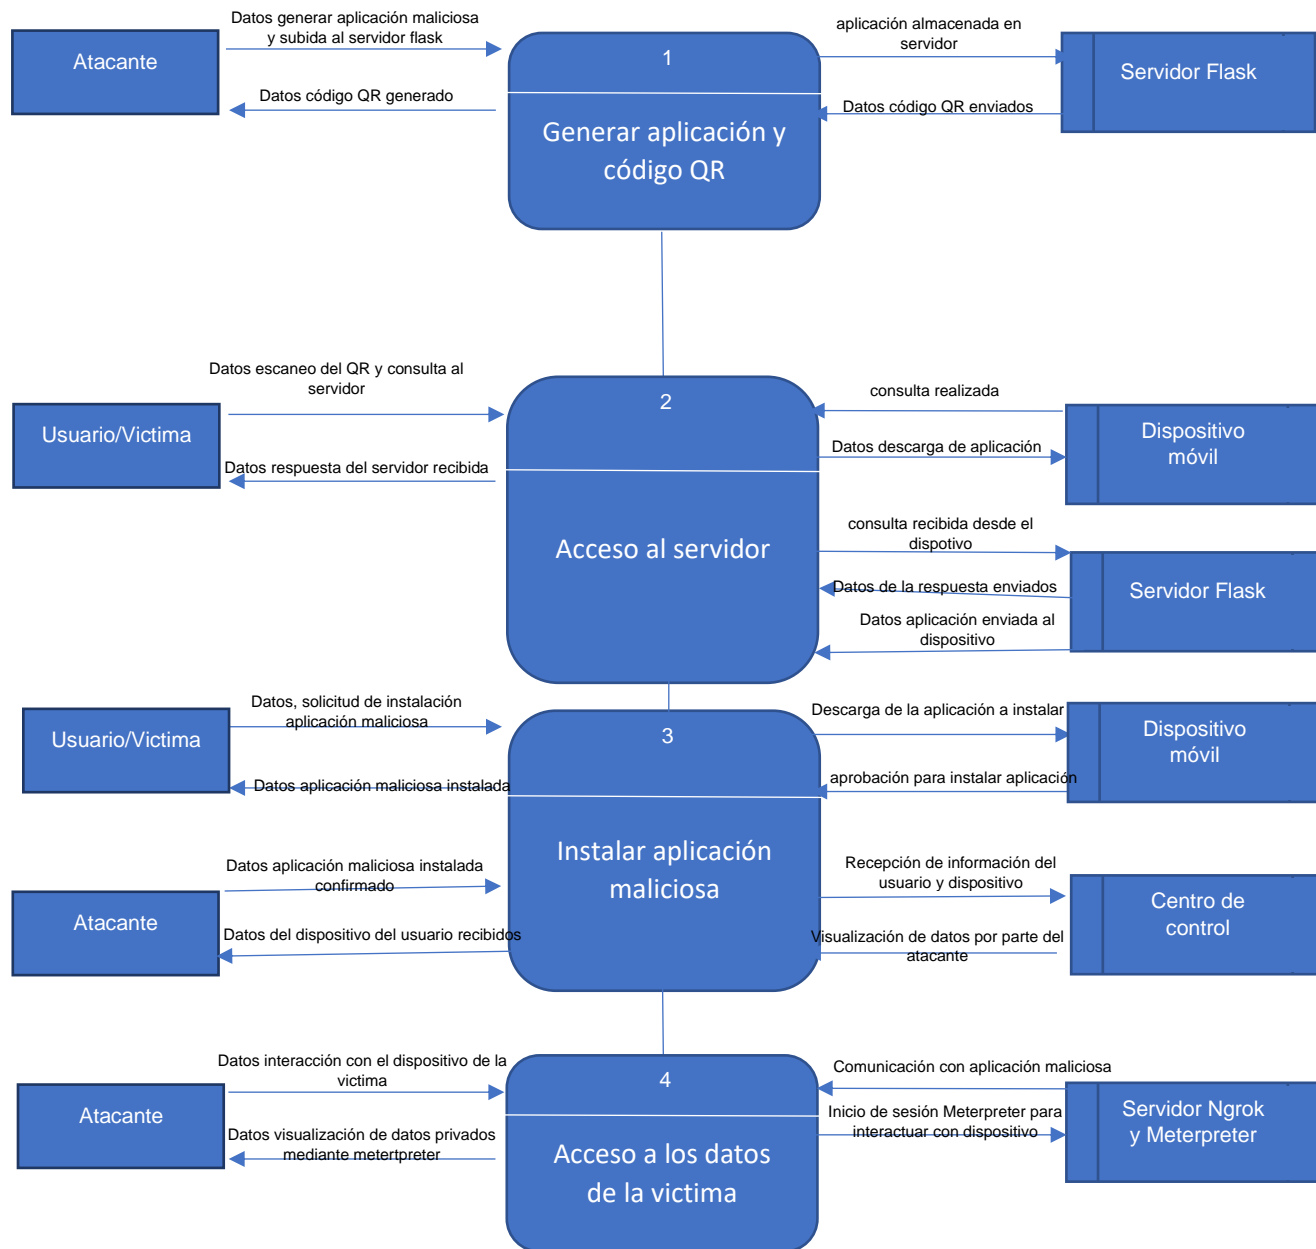 Datos generar aplicación maliciosa
y subida al servidor flask
Atacante
Datos código QR generado
1
Generar aplicación y
código QR
aplicación almacenada en
servidor
Datos código QR enviados
Servidor Flask
Datos escaneo del QR y consulta al
servidor
Usuario/Victima
Datos respuesta del servidor recibida
2
Acceso al servidor
consulta realizada
Datos descarga de aplicación
Dispositivo
móvil
consulta recibida desde el
dispotivo
Datos de la respuesta enviados
Datos aplicación enviada al
dispositivo
Servidor Flask
Datos, solicitud de instalación
aplicación maliciosa
Usuario/Victima
Datos aplicación maliciosa instalada
3
Instalar aplicación
maliciosa
Descarga de la aplicación a instalar
aprobación para instalar aplicación
Dispositivo
móvil
Datos aplicación maliciosa instalada
confirmado
Atacante
Datos del dispositivo del usuario recibidos
Recepción de información del
usuario y dispositivo
Visualización de datos por parte del
atacante
Centro de
control
Datos interacción con el dispositivo de la
victima
Atacante
Datos visualización de datos privados
mediante metertpreter
4
Acceso a los datos
de la victima
Comunicación con aplicación maliciosa
Inicio de sesión Meterpreter para
interactuar con dispositivo
Servidor Ngrok
y Meterpreter